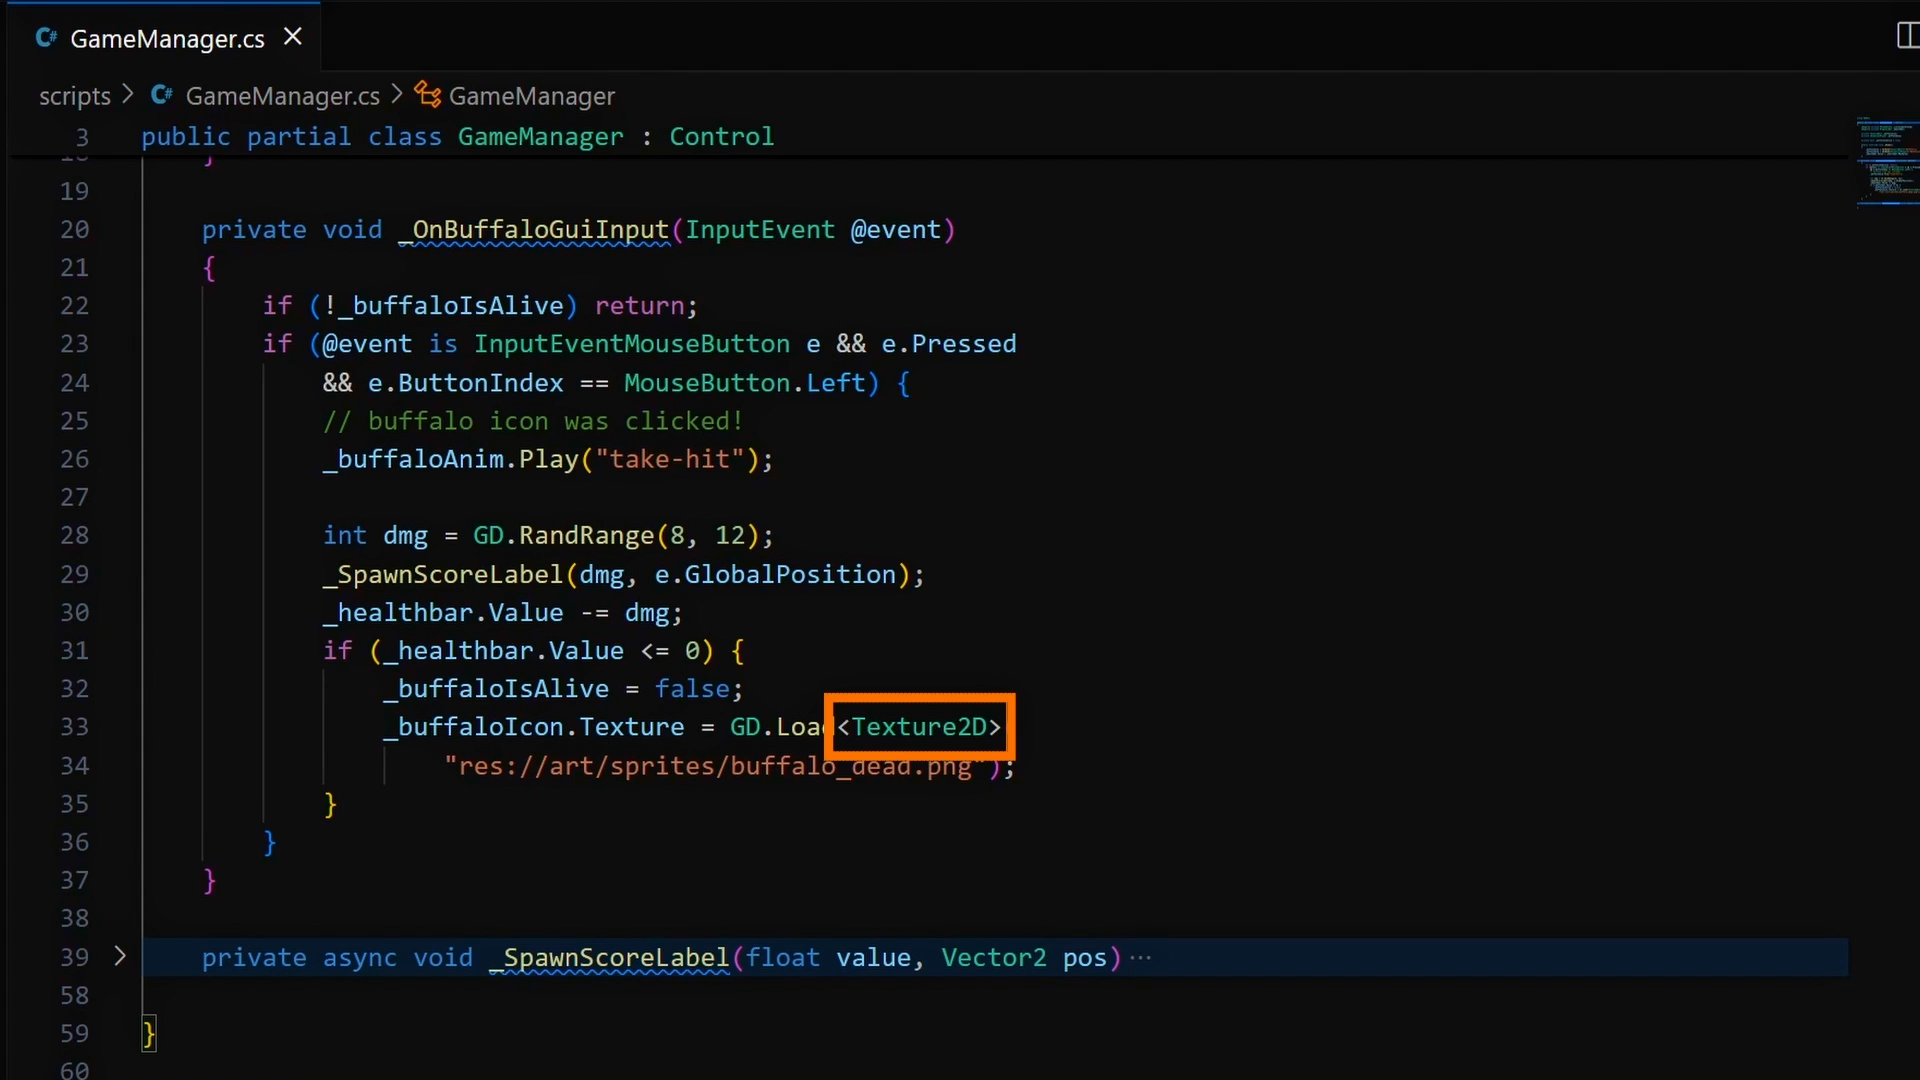 GameManager.cs
scripts > GameManager.cs > GameManager
3 public partial class GameManager : Control
19
20 private void _OnBuffaloGuiInput(InputEvent @event)
21 {
22 if (!_buffaloIsAlive) return;
23 if (@event is InputEventMouseButton e && e.Pressed
24 && e.ButtonIndex == MouseButton.Left) {
25 // buffalo icon was clicked!
26 _buffaloAnim.Play("take-hit");
27
28 int dmg = GD.RandRange(8, 12);
29 _SpawnScoreLabel(dmg, e.GlobalPosition);
30 _healthbar.Value -= dmg;
31 if (_healthbar.Value <= 0) {
32 _buffaloIsAlive = false;
33 _buffaloIcon.Texture = GD.Load<Texture2D>
34 "res://art/sprites/buffalo_dead.png");
35 }
36 }
37 }
38
39 private async void _SpawnScoreLabel(float value, Vector2 pos) ···
58
59 }
60